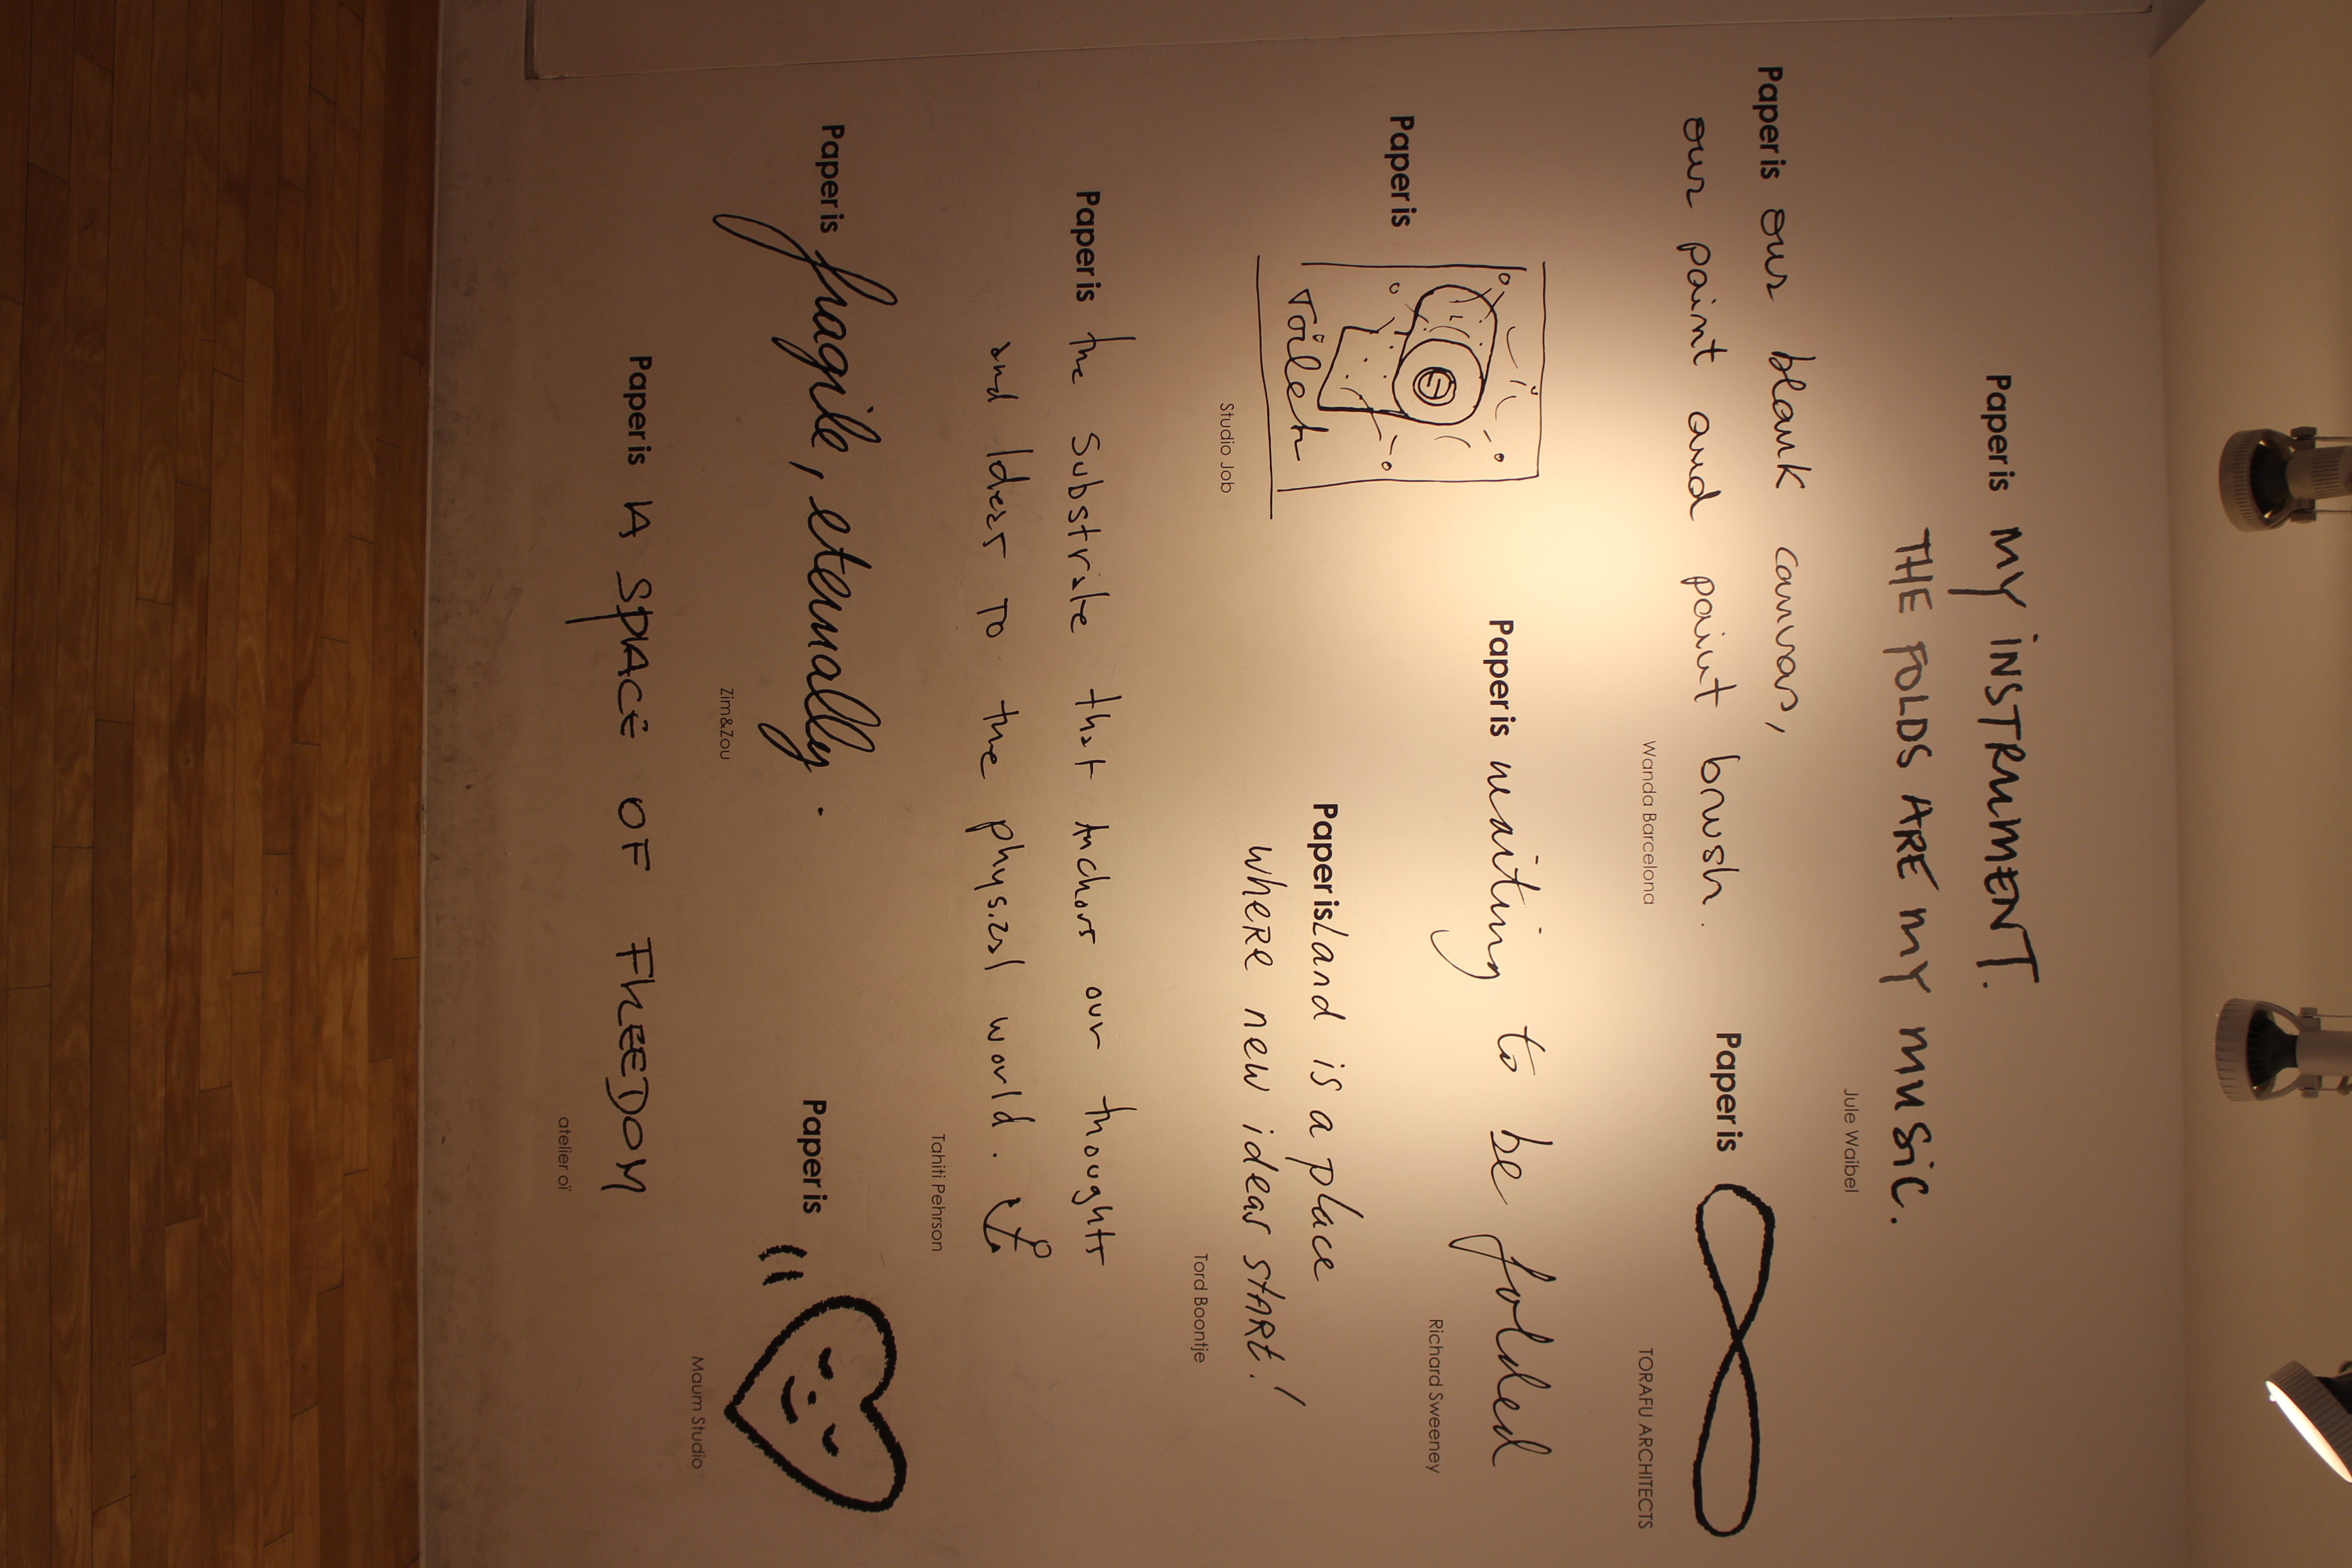 Paper is MY iNSTRUMENT.
THE FOLDS ARE MY MUSiC.
Jule Waibel
Paper is our blank canvas,
our paint and paint brush.
Wanda Barcelona
Paper is
TORAFU ARCHITECTS
Paper is
Toilet
Studio Job
Paper is waiting to be folded
Richard Sweeney
Paper is Land is a place
wheRe new ideas staRt!
Tord Boontje
Paper is the Substrate that Anchors our thoughts
and Ideas To the physical world.
Tahiti Pehrson
Paper is fragile, eternally.
Zim&Zou
Paper is
Maum Studio
Paper is A SPACE OF FREEDOM
atelier oï